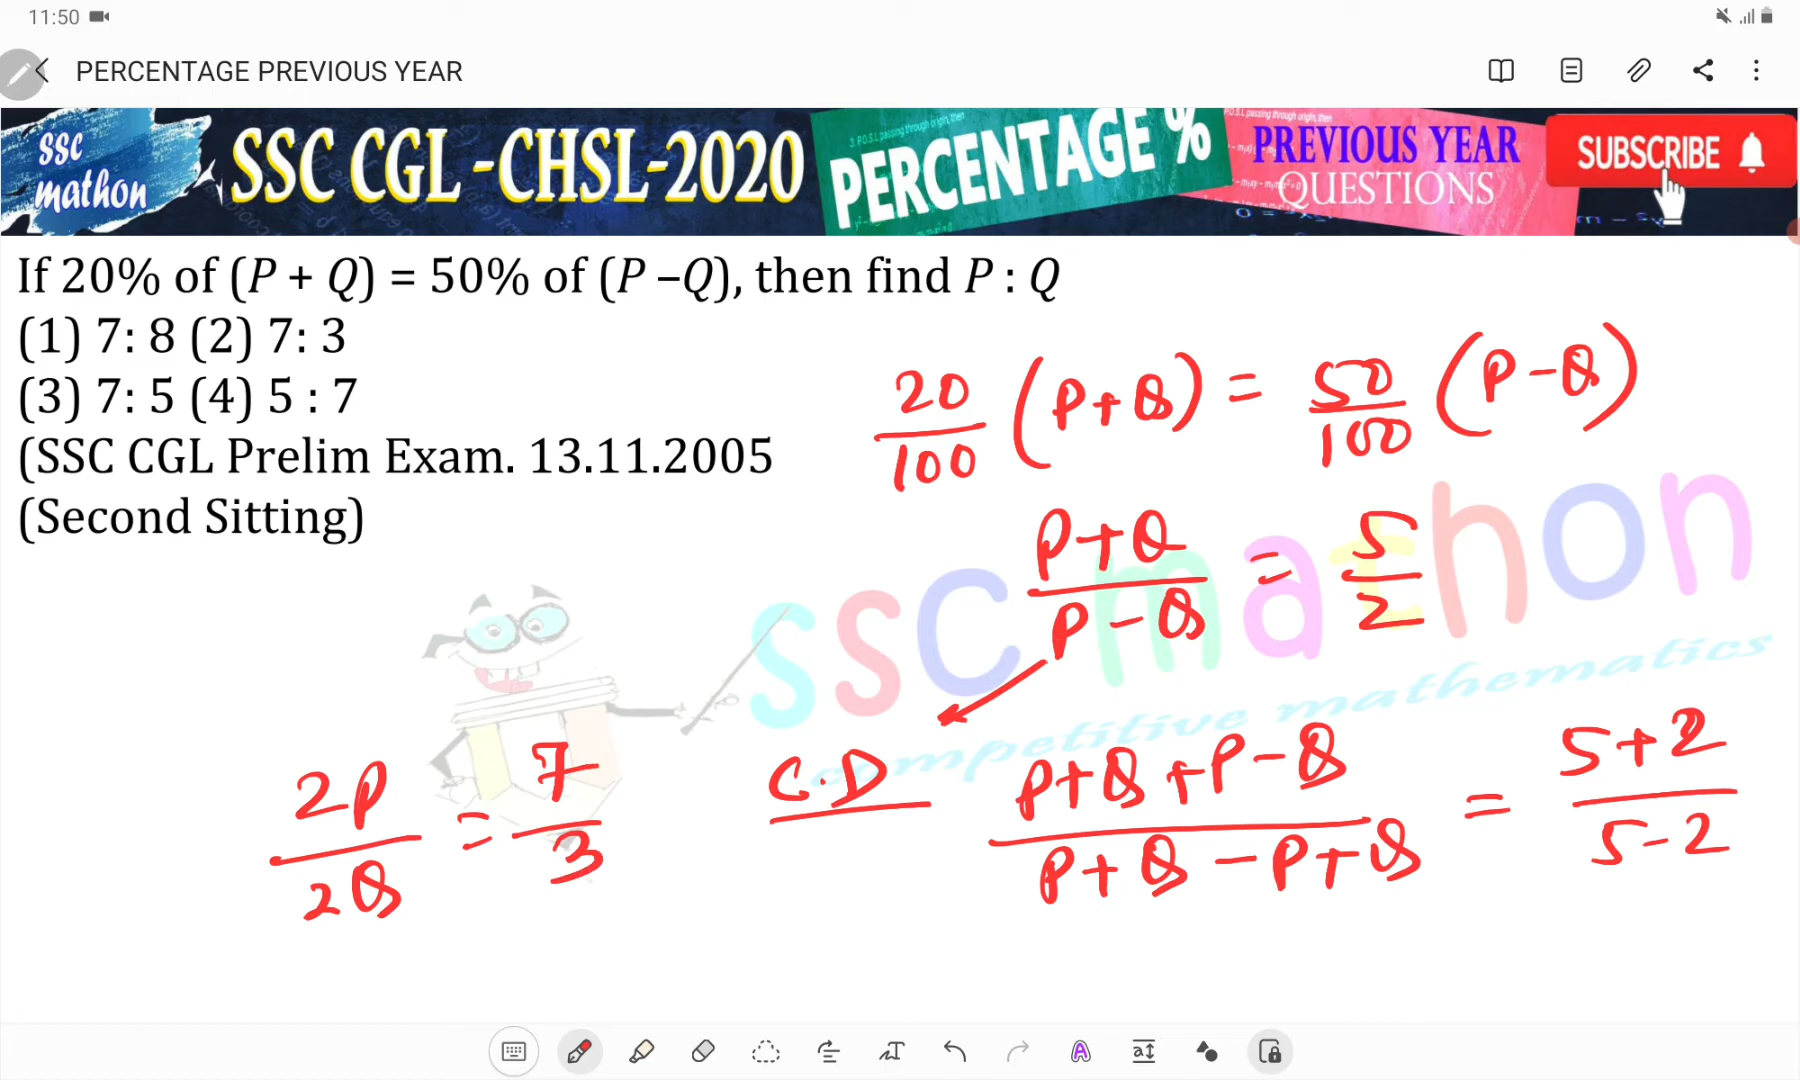 11:50
PERCENTAGE PREVIOUS YEAR
ssc
mathon
SSC CGL -CHSL-2020
PERCENTAGE %
PREVIOUS YEAR
QUESTIONS
SUBSCRIBE
If 20% of (P + Q) = 50% of (P –Q), then find P : Q
(1) 7: 8 (2) 7: 3
(3) 7: 5 (4) 5 : 7
(SSC CGL Prelim Exam. 13.11.2005
(Second Sitting)
20/100 (P+Q) = 50/100 (P-Q)
P+Q/P-Q = 5/2
ssc mathon
competitive mathematics
C.D P+Q+P-Q/P+Q-P+Q = 5+2/5-2
2P/2Q = 7/3